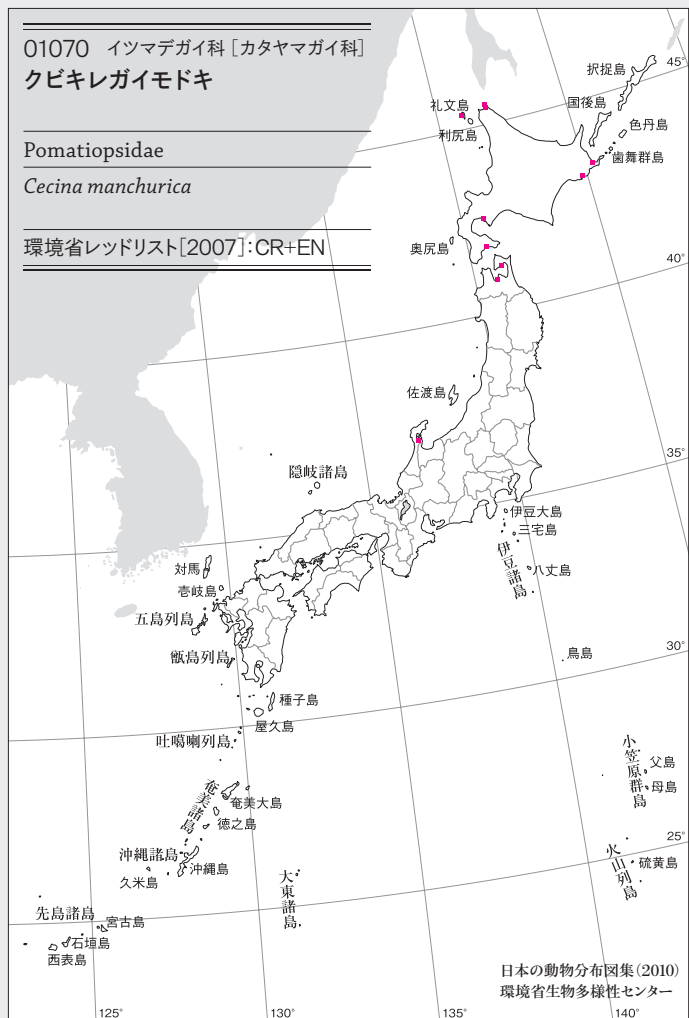 01070 イツマデガイ科 [カタヤマガイ科]
クビキレガイモドキ
Pomatiopsidae
Cecina manchurica
環境省レッドリスト[2007]:CR+EN
45°
択捉島
国後島
礼文島
色丹島
利尻島
歯舞群島
奥尻島
40°
佐渡島
35°
隠岐諸島
伊豆大島
三宅島
伊豆諸島
八丈島
対馬
壱岐島
五島列島
甑島列島
鳥島
30°
種子島
屋久島
吐噶喇列島
小笠原群島
父島
母島
奄美諸島
奄美大島
徳之島
25°
沖縄諸島
沖縄島
久米島
大東諸島
火山列島
硫黄島
先島諸島
宮古島
石垣島
西表島
日本の動物分布図集(2010)
環境省生物多様性センター
125°
130°
135°
140°